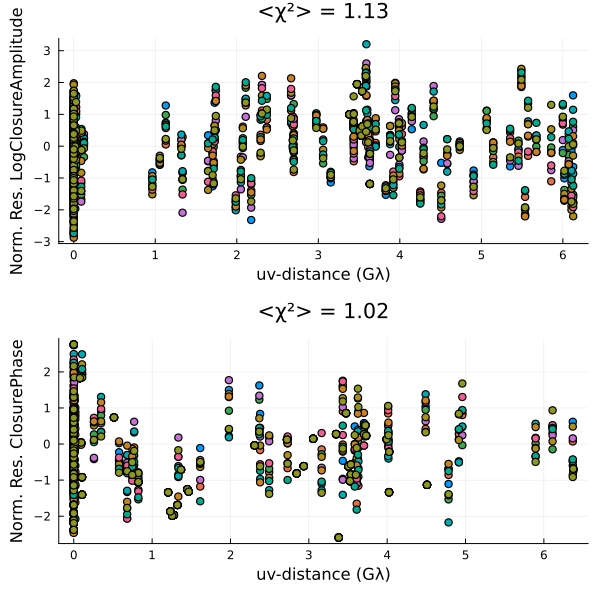 <χ²> = 1.13
Norm. Res. LogClosureAmplitude
3
2
1
0
−1
−2
−3
0 1 2 3 4 5 6
uv-distance (Gλ)
<χ²> = 1.02
Norm. Res. ClosurePhase
2
1
0
−1
−2
0 1 2 3 4 5 6
uv-distance (Gλ)